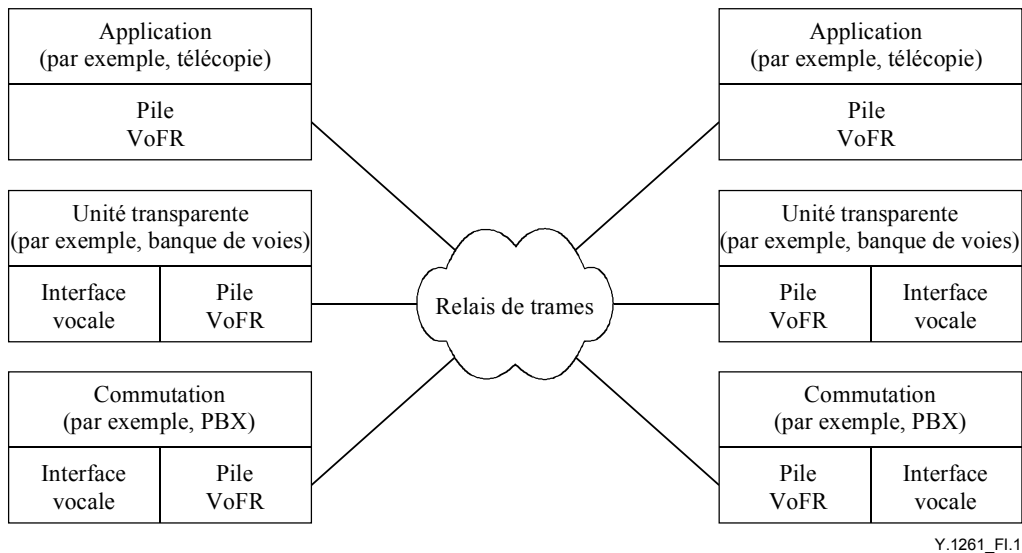 Application
(par exemple, télécopie)
Pile
VoFR
Unité transparente
(par exemple, banque de voies)
Interface
vocale
Pile
VoFR
Commutation
(par exemple, PBX)
Interface
vocale
Pile
VoFR
Relais de trames
Application
(par exemple, télécopie)
Pile
VoFR
Unité transparente
(par exemple, banque de voies)
Pile
VoFR
Interface
vocale
Commutation
(par exemple, PBX)
Pile
VoFR
Interface
vocale
Y.1261_FI.1